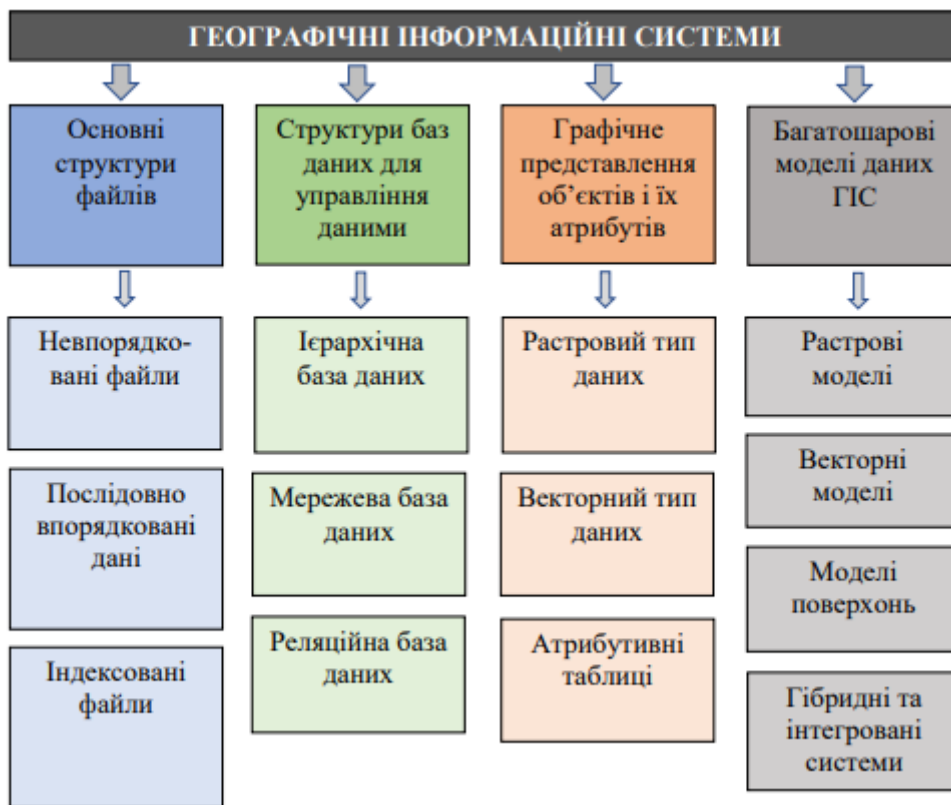 ГЕОГРАФІЧНІ ІНФОРМАЦІЙНІ СИСТЕМИ
Основні
структури
файлів
Структури баз
даних для
управління
даними
Графічне
представлення
об’єктів і їх
атрибутів
Багатошарові
моделі даних
ГІС
Невпорядко-
вані файли
Ієрархічна
база даних
Растровий тип
даних
Растрові
моделі
Послідовно
впорядковані
дані
Мережева база
даних
Векторний тип
даних
Векторні
моделі
Індексовані
файли
Реляційна база
даних
Атрибутивні
таблиці
Моделі
поверхонь
Гібридні та
інтегровані
системи